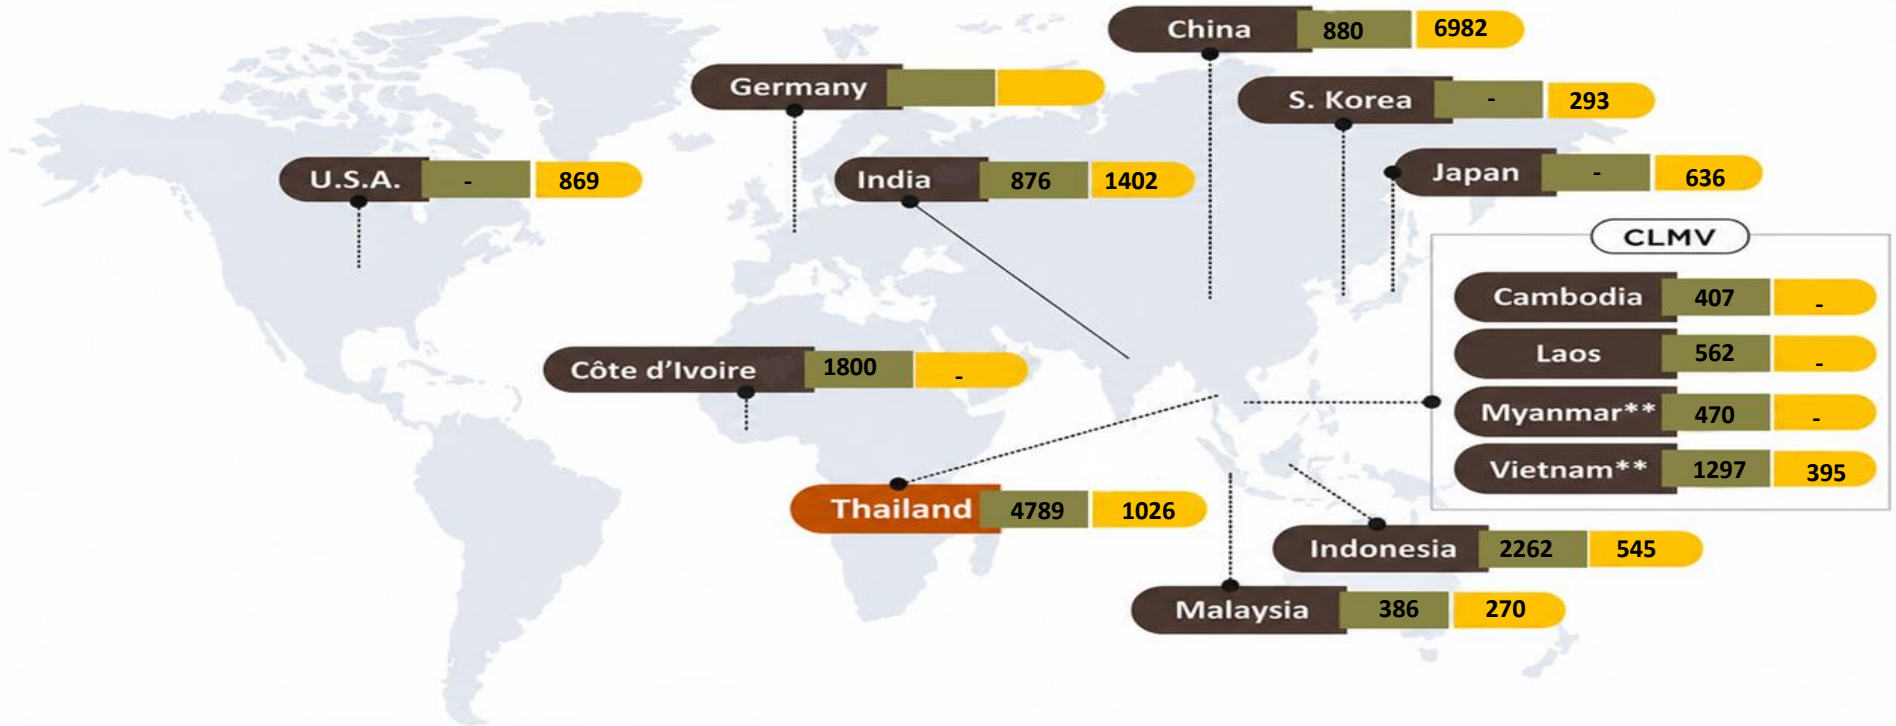 China 880 6982
Germany
S. Korea - 293
U.S.A. - 869
India 876 1402
Japan - 636
CLMV
Cambodia 407 -
Laos 562 -
Myanmar** 470 -
Vietnam** 1297 395
Côte d'Ivoire 1800 -
Thailand 4789 1026
Indonesia 2262 545
Malaysia 386 270